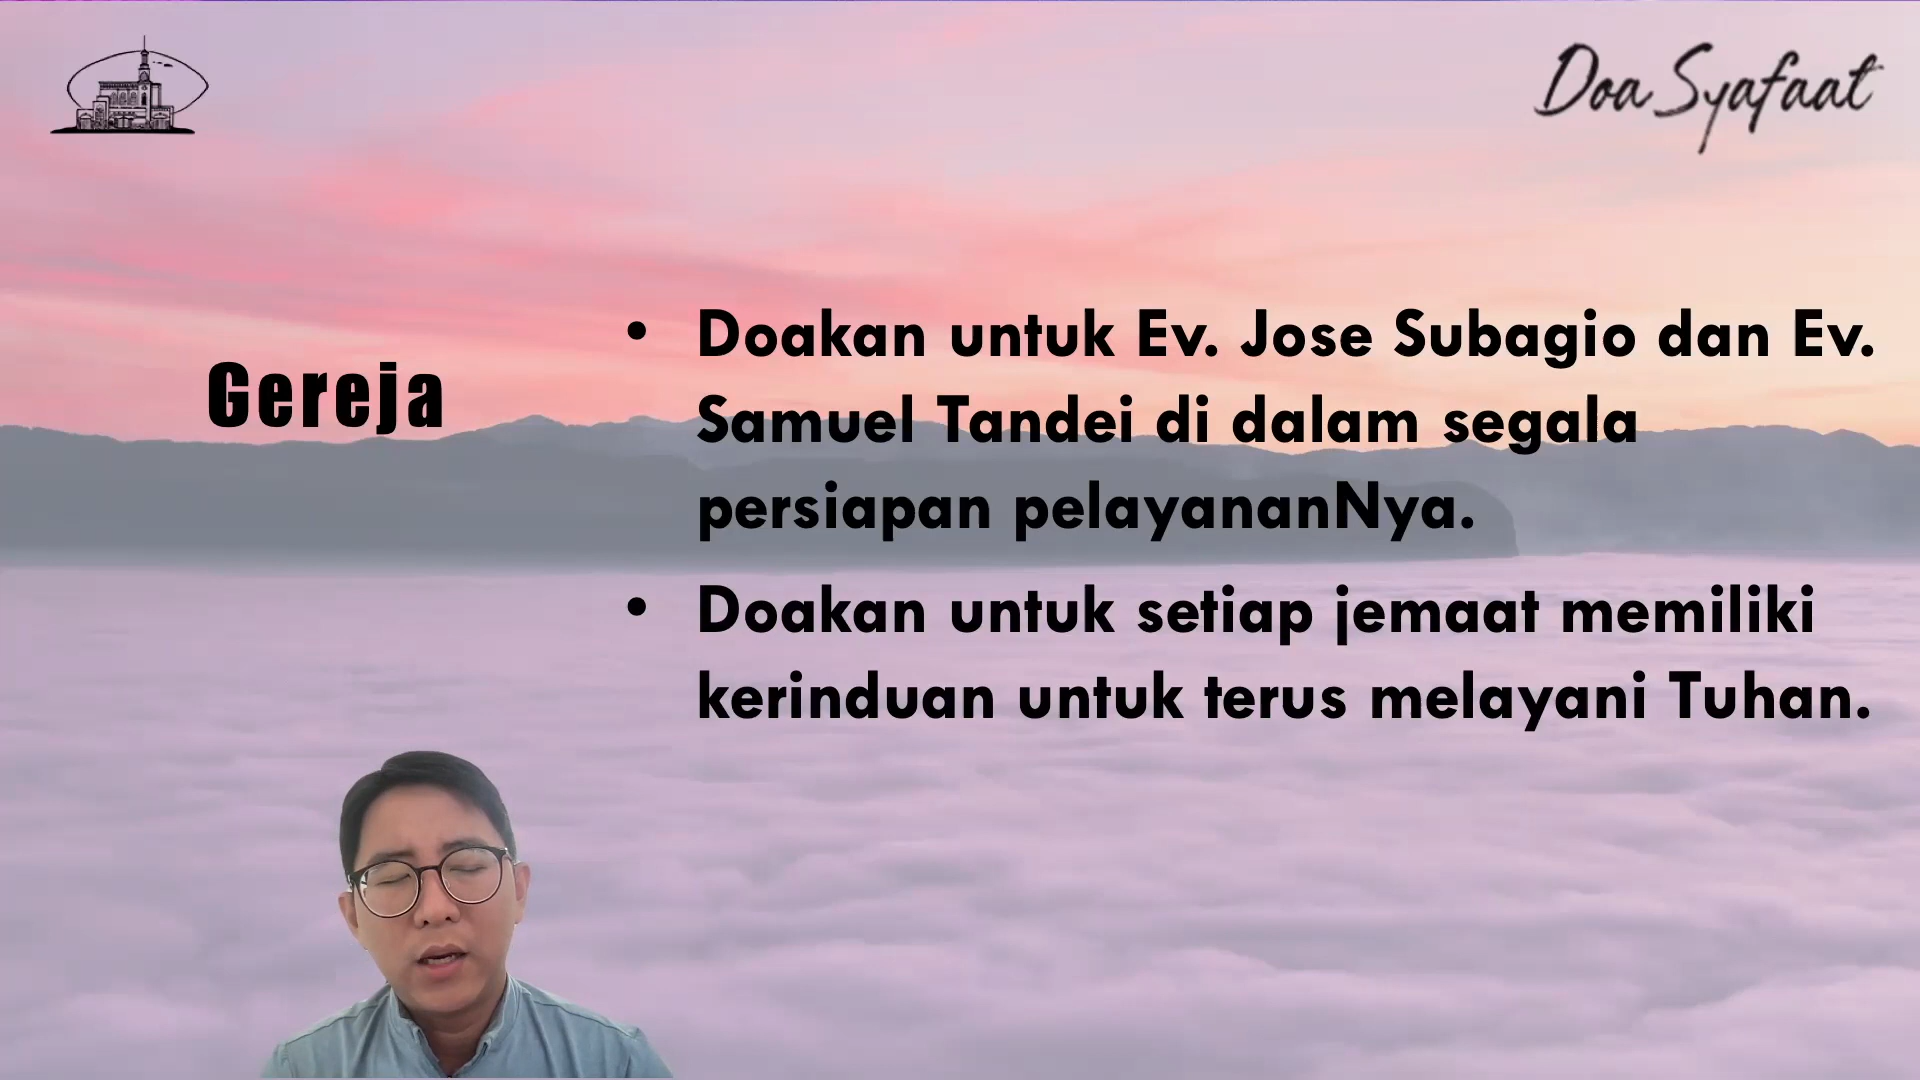 Doa Syafaat
Gereja
• Doakan untuk Ev. Jose Subagio dan Ev.
Samuel Tandei di dalam segala
persiapan pelayananNya.
• Doakan untuk setiap jemaat memiliki
kerinduan untuk terus melayani Tuhan.